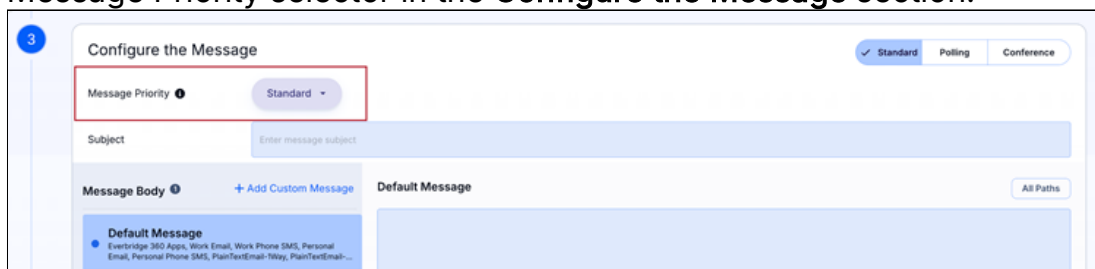 Message Priority selector in the Configure the Message section.
3
Configure the Message
Standard Polling Conference
Message Priority
Standard
Subject
Enter message subject
Message Body
+ Add Custom Message
Default Message
All Paths
Default Message
Everbridge 360 Apps, Work Email, Work Phone SMS, Personal
Email, Personal Phone SMS, PlainTextEmail-1Way, PlainTextEmail-...